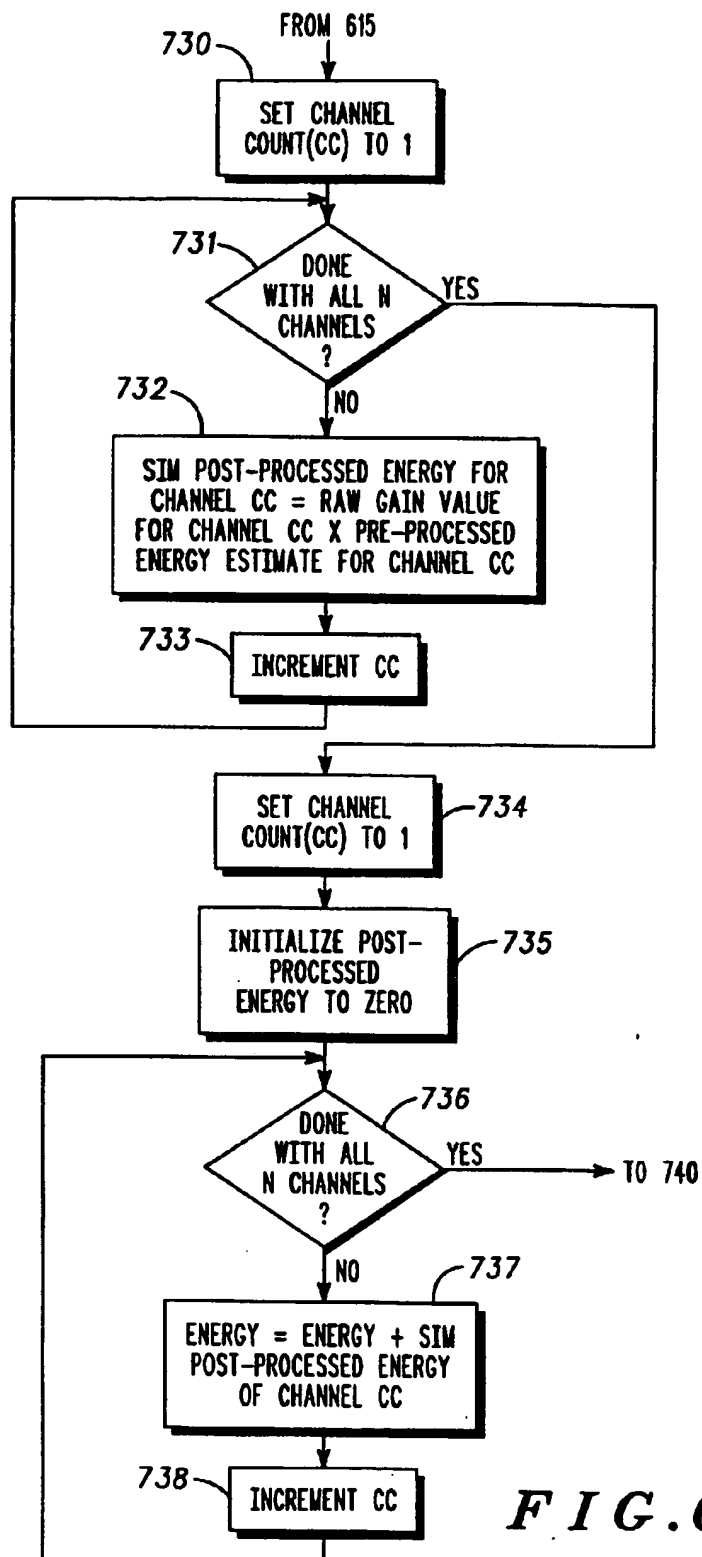 FROM 615
730
SET CHANNEL
COUNT(CC) TO 1
731
DONE
WITH ALL N
CHANNELS
?
YES
NO
732
SIM POST-PROCESSED ENERGY FOR
CHANNEL CC = RAW GAIN VALUE
FOR CHANNEL CC X PRE-PROCESSED
ENERGY ESTIMATE FOR CHANNEL CC
733
INCREMENT CC
SET CHANNEL
COUNT(CC) TO 1
734
INITIALIZE POST-
PROCESSED
ENERGY TO ZERO
735
736
DONE
WITH ALL
N CHANNELS
?
YES
TO 740
NO
737
ENERGY = ENERGY + SIM
POST-PROCESSED ENERGY
OF CHANNEL CC
738
INCREMENT CC
FIG.